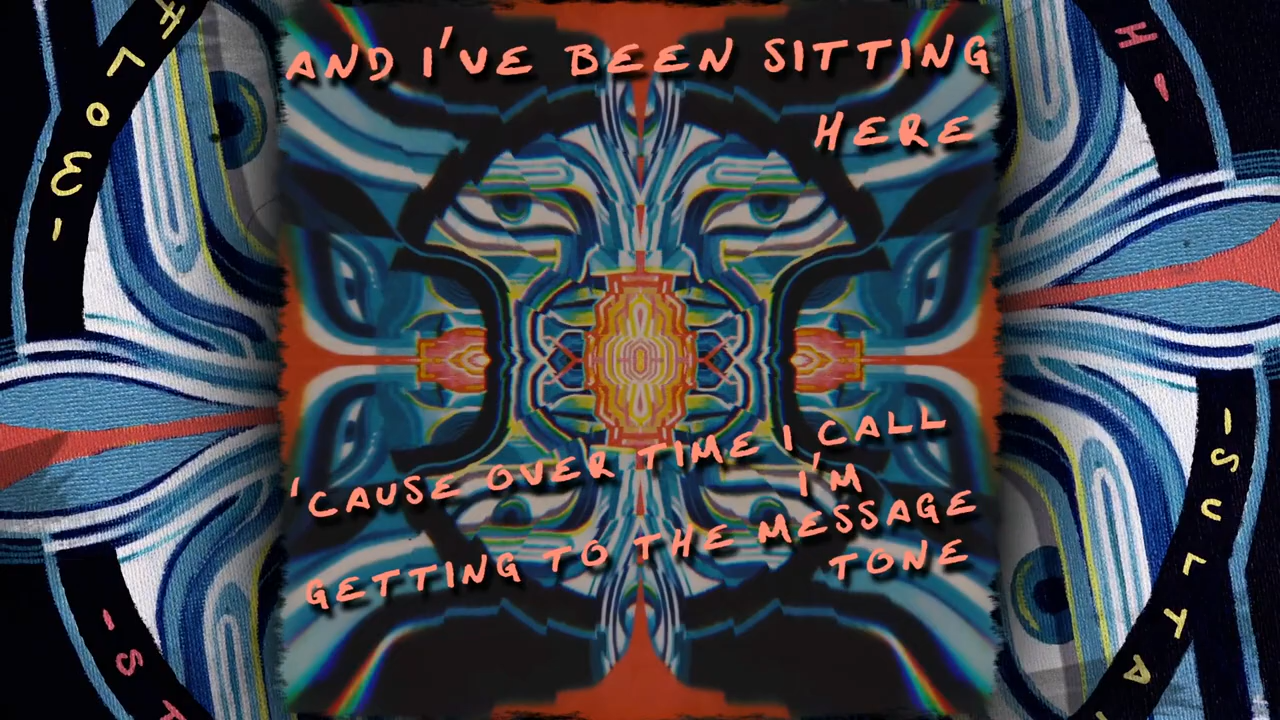 AND I'VE BEEN SITTING
HERE
'CAUSE OVER TIME I CALL
I'M
GETTING TO THE MESSAGE
TONE